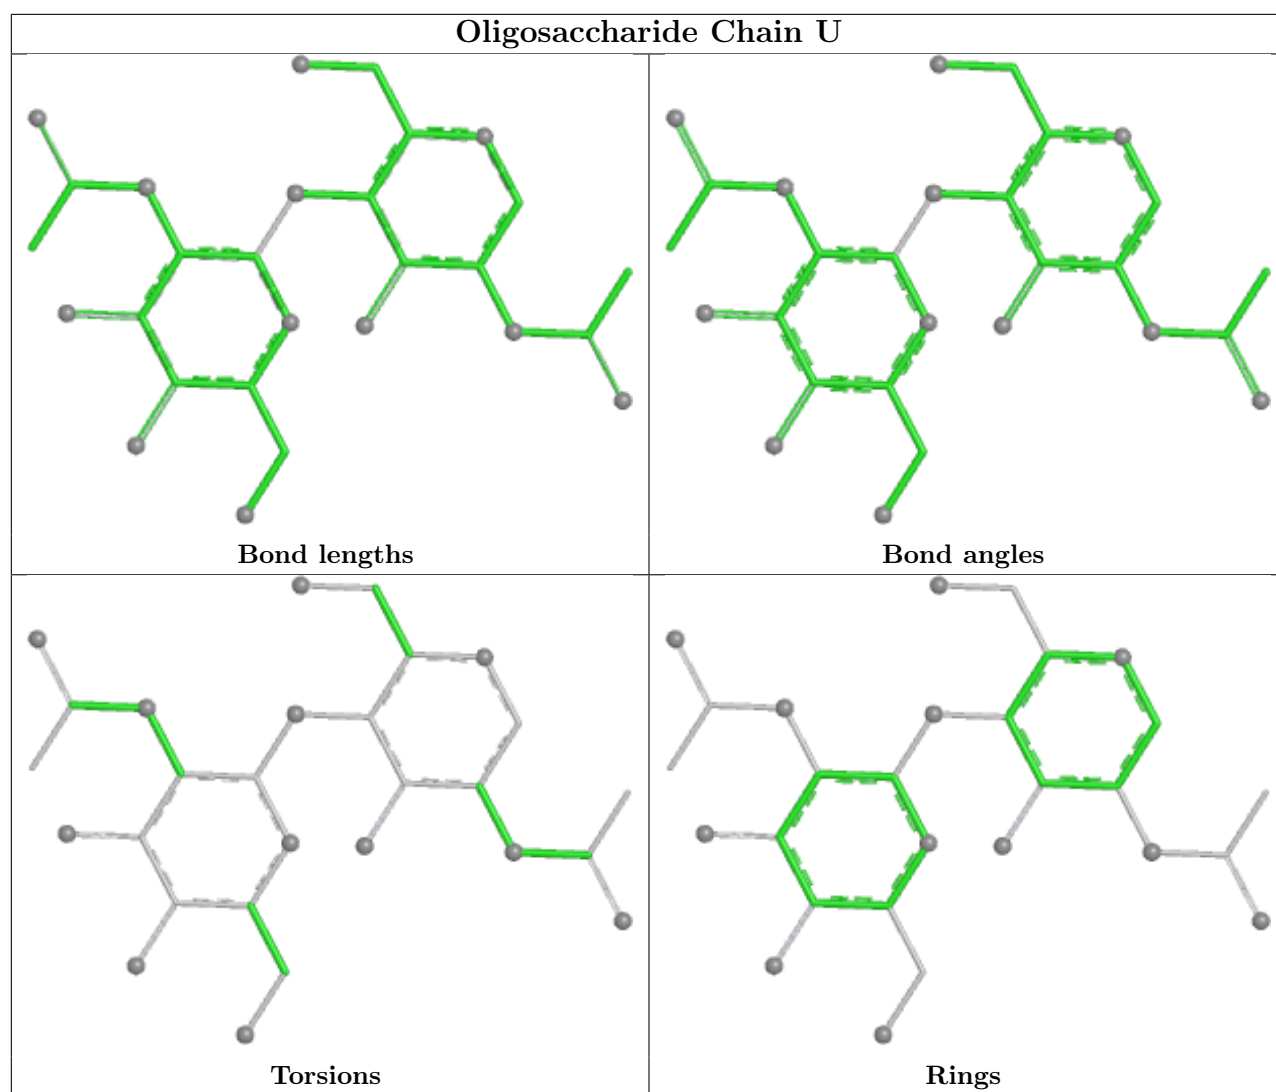 Oligosaccharide Chain U
Bond lengths
Bond angles
Torsions
Rings